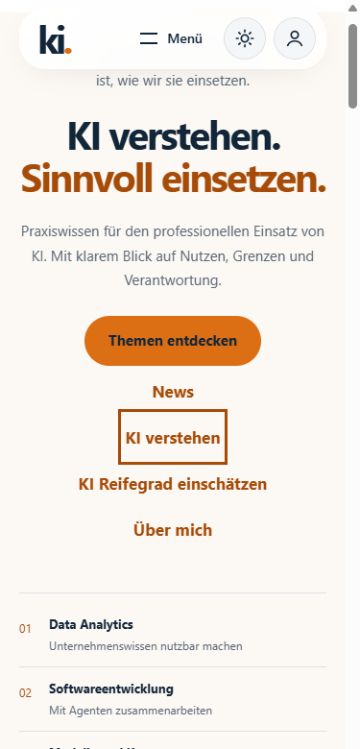 ki.
Menü
ist, wie wir sie einsetzen.
KI verstehen.
Sinnvoll einsetzen.
Praxiswissen für den professionellen Einsatz von
KI. Mit klarem Blick auf Nutzen, Grenzen und
Verantwortung.
Themen entdecken
News
KI verstehen
KI Reifegrad einschätzen
Über mich
01
Data Analytics
Unternehmenswissen nutzbar machen
02
Softwareentwicklung
Mit Agenten zusammenarbeiten